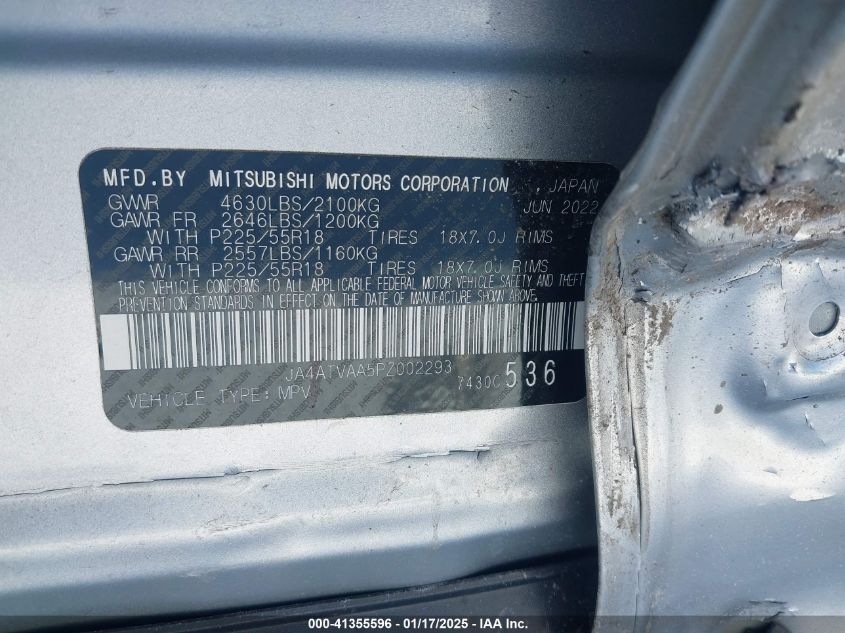 MFD.BY MITSUBISHI MOTORS CORPORATION , JAPAN
GVWR 4630LBS/2100KG JUN 2022
GAWR FR 2646LBS/1200KG
WITH P225/55R18 TIRES 18X7.0J RIMS
GAWR RR 2557LBS/1160KG
WITH P225/55R18 TIRES 18X7.0J RIMS
THIS VEHICLE CONFORMS TO ALL APPLICABLE FEDERAL MOTOR VEHICLE SAFETY AND THEFT
PREVENTION STANDARDS IN EFFECT ON THE DATE OF MANUFACTURE SHOWN ABOVE.
JA4ATVAA5PZ002293
7430C 536
VEHICLE TYPE: MPV
000-41355596 - 01/17/2025 - IAA Inc.